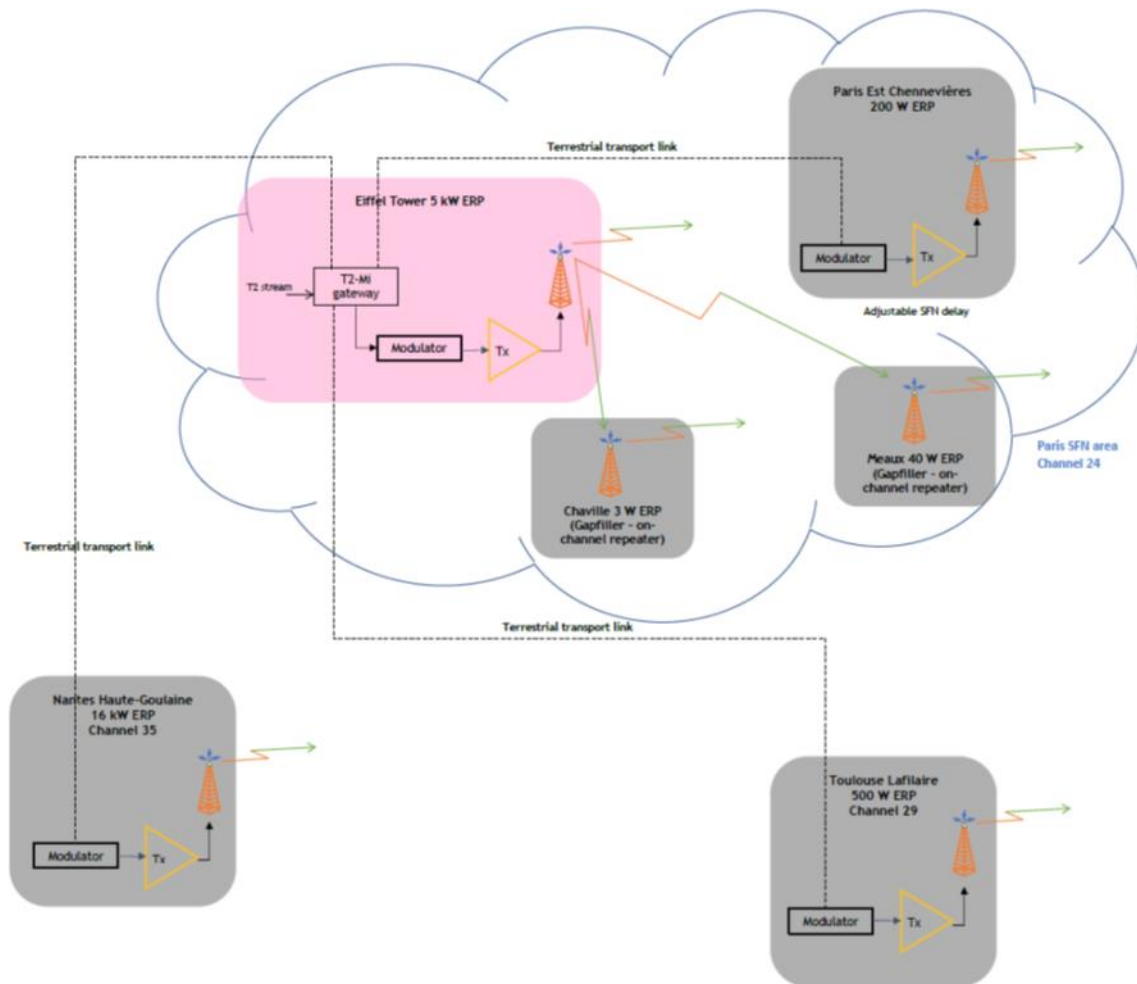 Paris Est Chennevières
200 W ERP
Terrestrial transport link
Eiffel Tower 5 kW ERP
T2 stream
T2-Mi
gateway
Modulator
Tx
Modulator
Tx
Adjustable SFN delay
Paris SFN area
Channel 24
Meaux 40 W ERP
(Gapfiller - on-
channel repeater)
Chaville 3 W ERP
(Gapfiller - on-
channel repeater)
Terrestrial transport link
Terrestrial transport link
Nantes Haute-Goulaine
16 kW ERP
Channel 35
Modulator
Tx
Toulouse Lafilaire
500 W ERP
Channel 29
Modulator
Tx